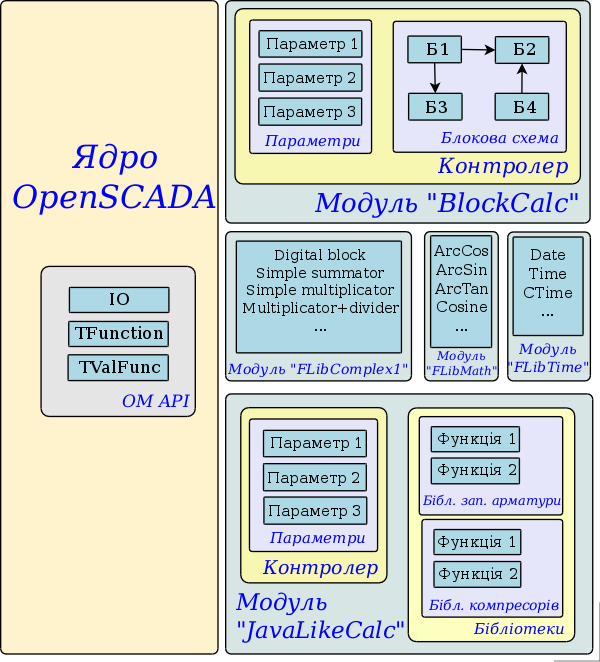 Ядро
OpenSCADA
IO
TFunction
TValFunc
OM API
Параметр 1
Параметр 2
Параметр 3
Параметри
Б1
Б2
Б3
Б4
Блокова схема
Контролер
Модуль "BlockCalc"
Digital block
Simple summator
Simple multiplicator
Multiplicator+divider
...
Модуль "FLibComplex1"
ArcCos
ArcSin
ArcTan
Cosine
...
Модуль
"FLibMath"
Date
Time
CTime
...
Модуль
"FLibTime"
Параметр 1
Параметр 2
Параметр 3
Параметри
Контролер
Модуль
"JavaLikeCalc"
Функція 1
Функція 2
Бібл. зап. арматури
Функція 1
Функція 2
Бібл. компресорів
Бібліотеки